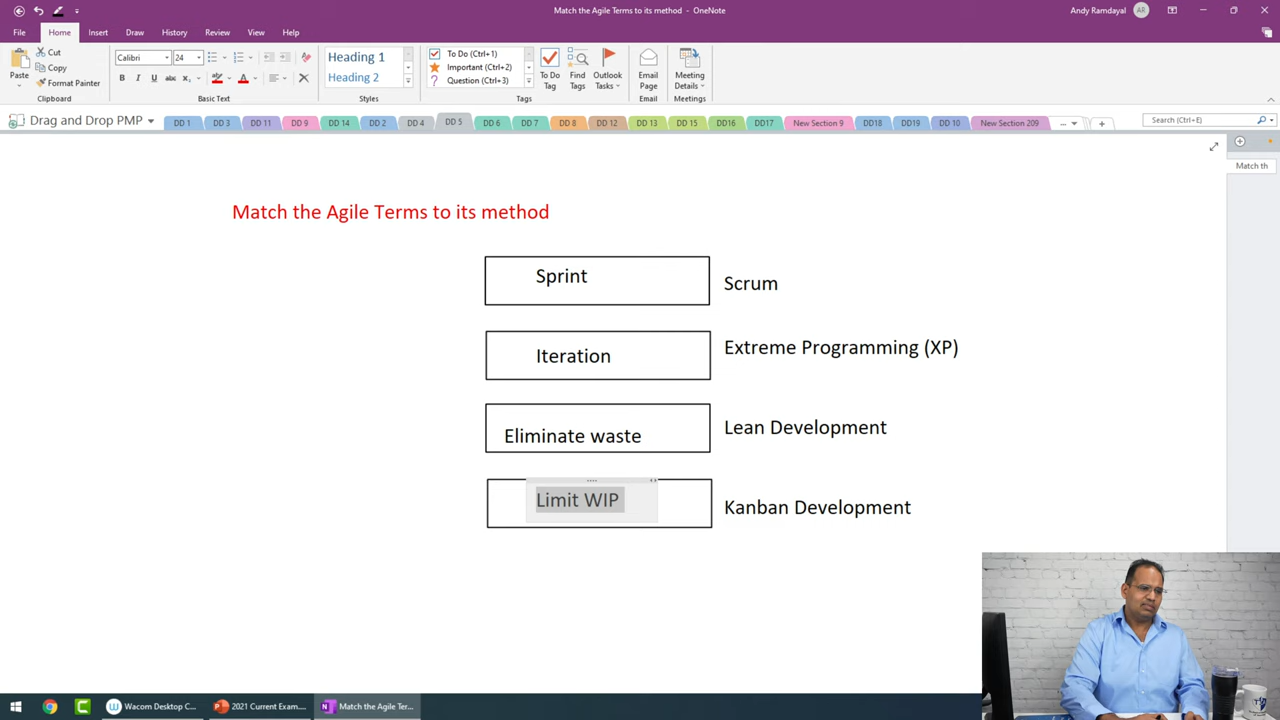 Match the Agile Terms to its method - OneNote
Andy Ramdayal AR
File Home Insert Draw History Review View Help
Paste Cut Copy Format Painter
Calibri 24
B I U abc
Heading 1
Heading 2
To Do (Ctrl+1)
Important (Ctrl+2)
Question (Ctrl+3)
To Do Tag Find Tags Outlook Tasks Email Page Meeting Details
Clipboard Basic Text Styles Tags Email Meetings
Drag and Drop PMP DD 1 DD 3 DD 11 DD 9 DD 14 DD 2 DD 4 DD 5 DD 6 DD 7 DD 8 DD 12 DD 13 DD 15 DD16 DD17 New Section 9 DD18 DD19 DD 10 New Section 209 ... Search (Ctrl+E)
Match th
Match the Agile Terms to its method
Sprint Scrum
Iteration Extreme Programming (XP)
Eliminate waste Lean Development
Limit WIP Kanban Development
Wacom Desktop C... 2021 Current Exam.... Match the Agile Ter...